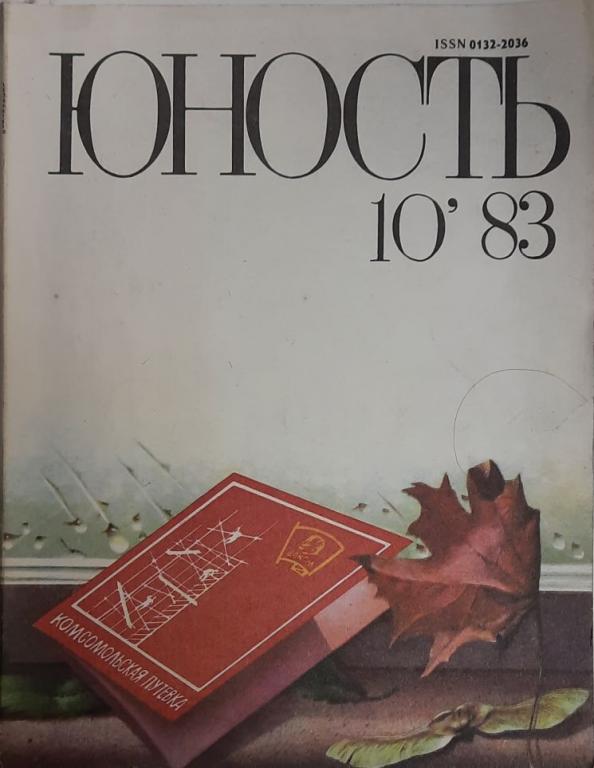 ISSN 0132-2036
ЮНОСТЬ
10' 83
КОМСОМОЛЬСКАЯ ПУТЕВКА